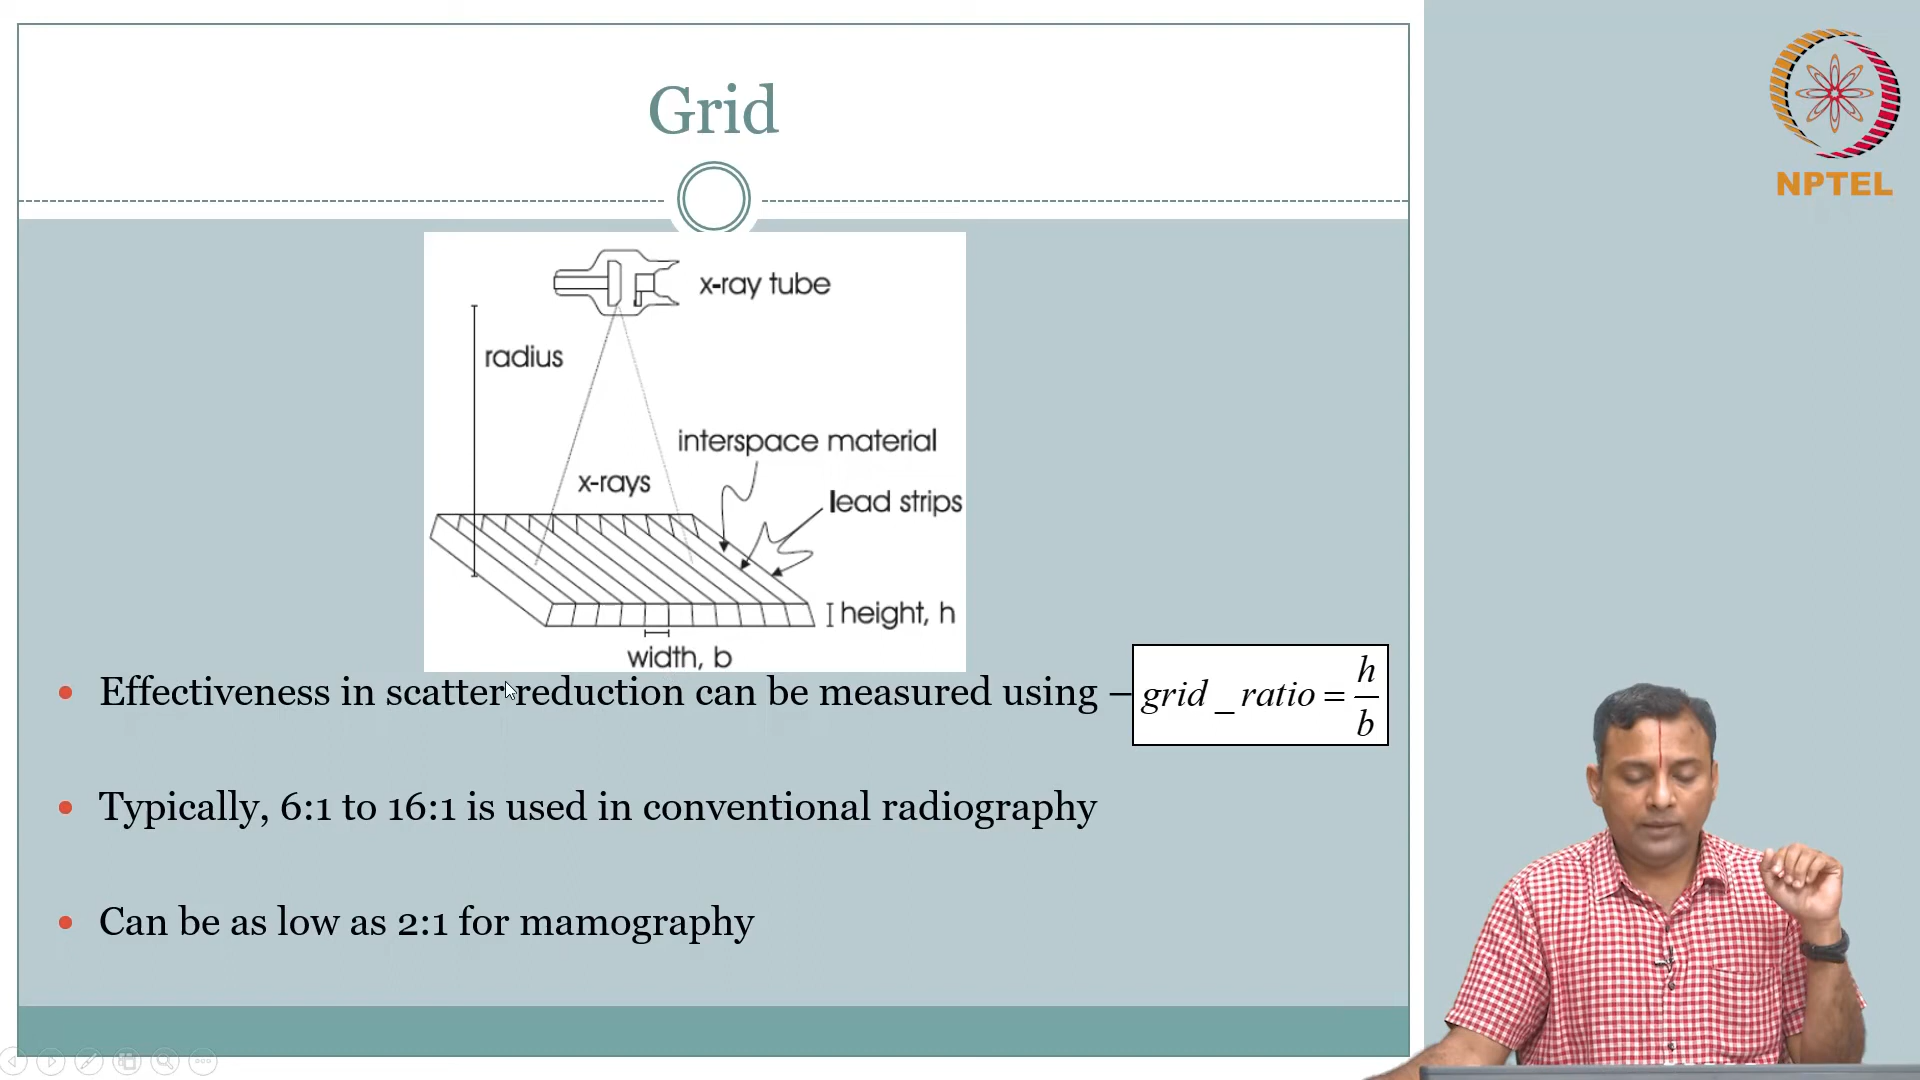 Grid
NPTEL
x-ray tube
radius
interspace material
x-rays
lead strips
height, h
width, b
• Effectiveness in scatter reduction can be measured using – grid_ratio = h/b
• Typically, 6:1 to 16:1 is used in conventional radiography
• Can be as low as 2:1 for mamography